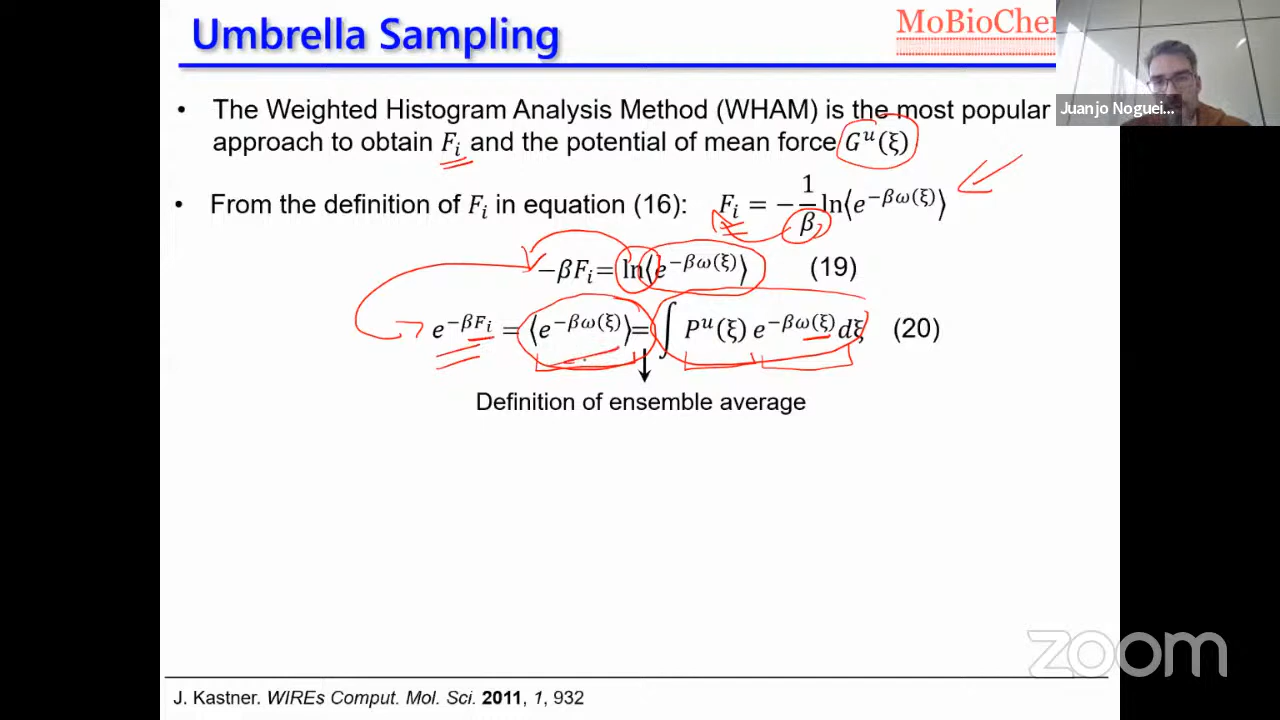 Umbrella Sampling
MoBioChem
Juanjo Noguei...
• The Weighted Histogram Analysis Method (WHAM) is the most popular
approach to obtain Fᵢ and the potential of mean force Gᵘ(ξ)
• From the definition of Fᵢ in equation (16): Fᵢ = −1/β ln⟨e^−βω(ξ)⟩
−βFᵢ= ln⟨e^−βω(ξ)⟩ (19)
e^−βFᵢ = ⟨e^−βω(ξ)⟩= ∫ Pᵘ(ξ) e^−βω(ξ) dξ (20)
Definition of ensemble average
zoom
J. Kastner. WIREs Comput. Mol. Sci. 2011, 1, 932